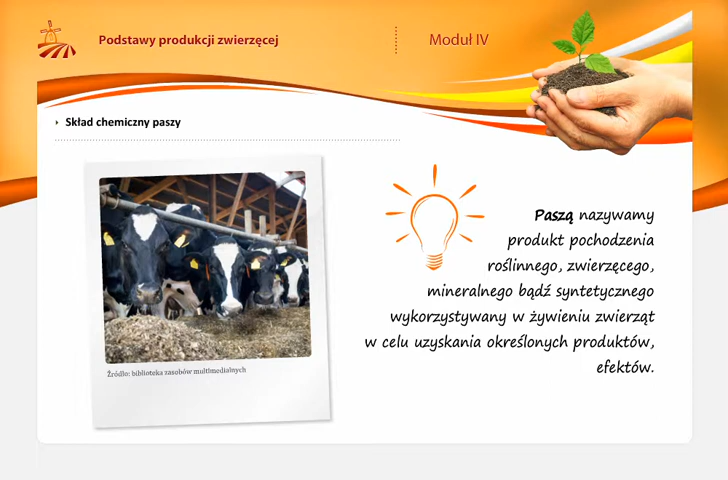 Podstawy produkcji zwierzęcej
Moduł IV
Skład chemiczny paszy
Paszą nazywamy
produkt pochodzenia
roślinnego, zwierzęcego,
mineralnego bądź syntetycznego
wykorzystywany w żywieniu zwierząt
w celu uzyskania określonych produktów,
efektów.
Źródło: biblioteka zasobów multimedialnych